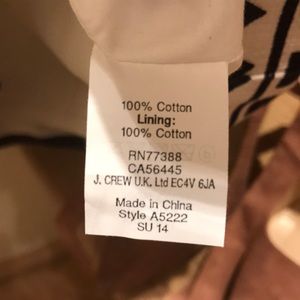 100% Cotton
Lining:
100% Cotton
RN77388
CA56445
J. CREW U.K. Ltd EC4V 6JA
Made in China
Style A5222
SU 14